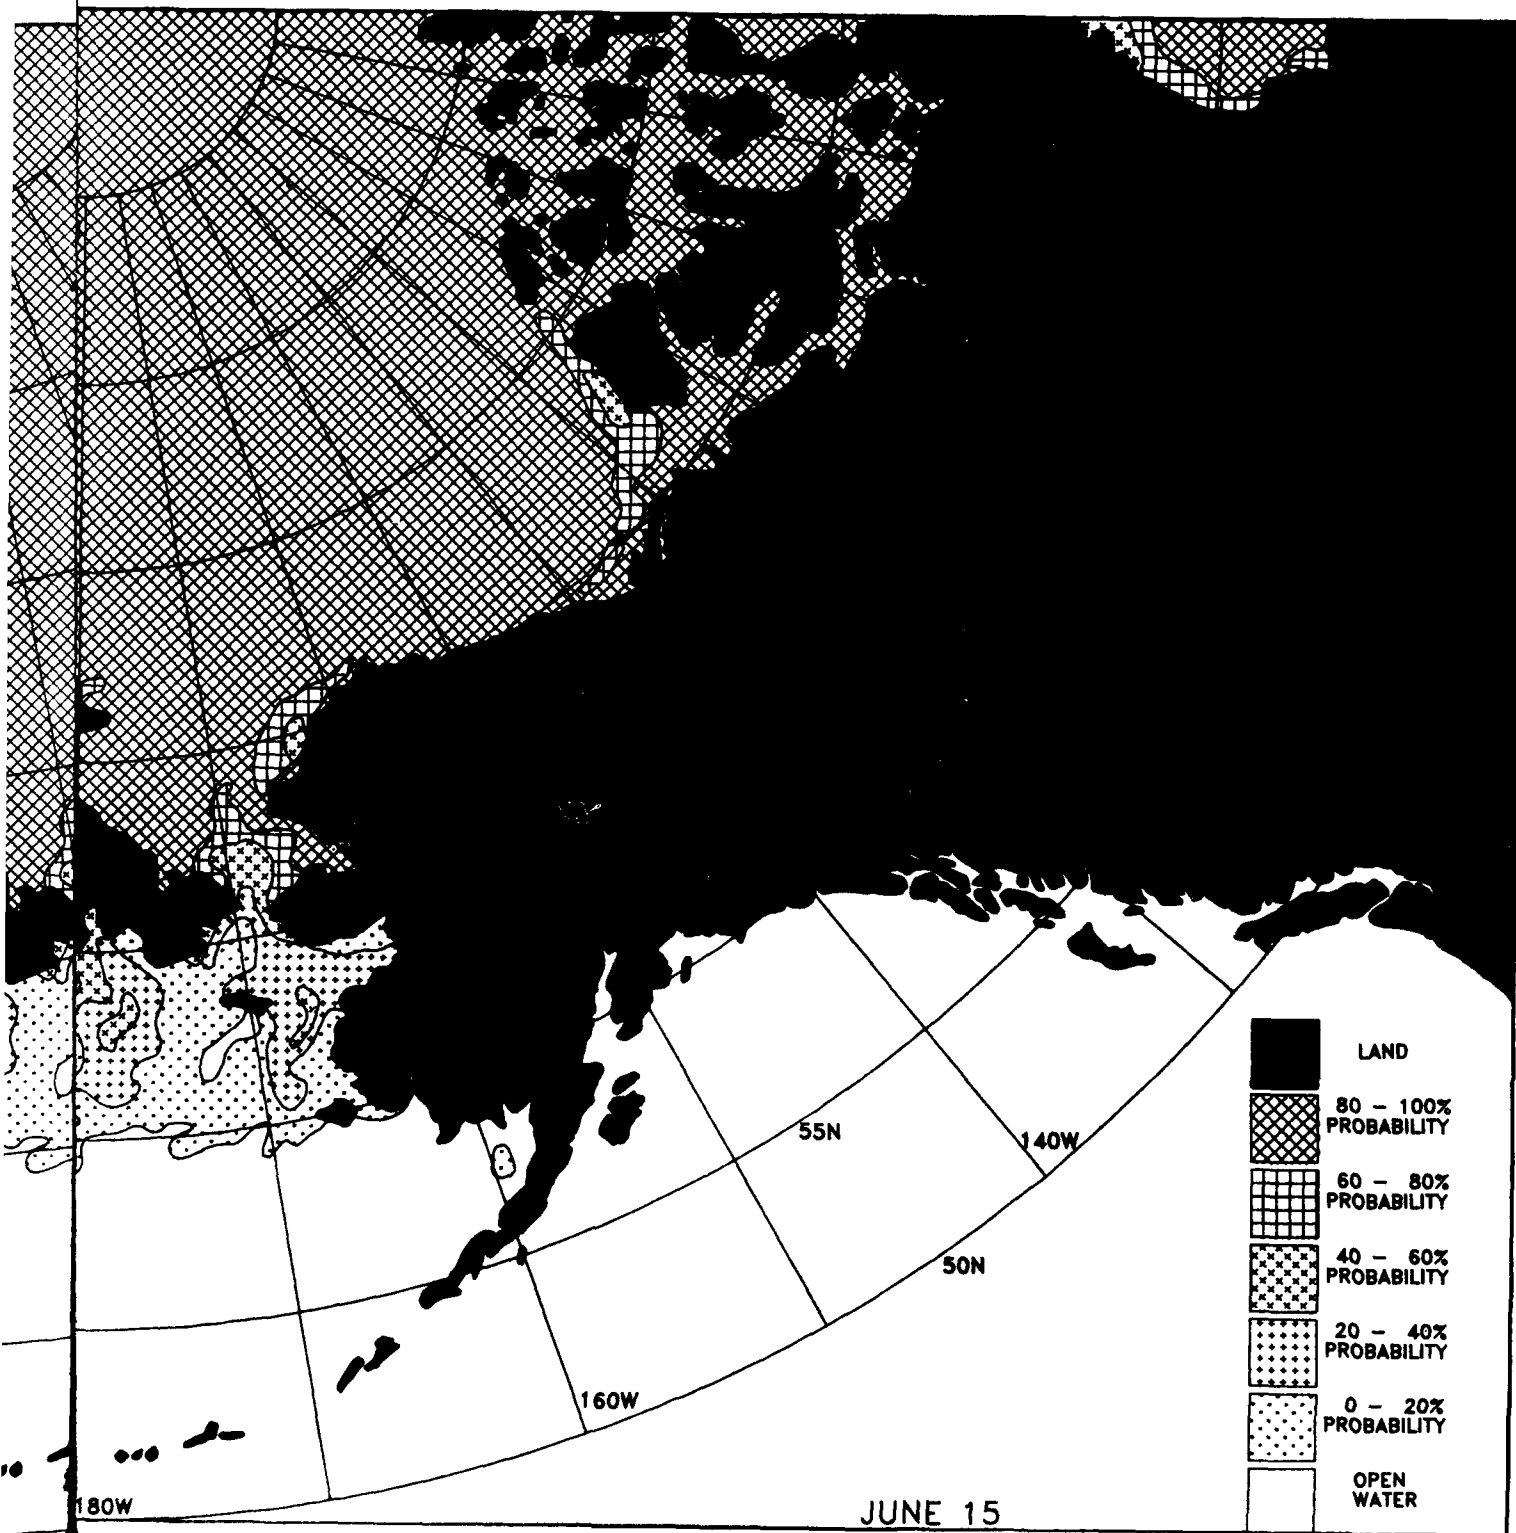 LAND
80 – 100%
PROBABILITY
60 – 80%
PROBABILITY
40 – 60%
PROBABILITY
20 – 40%
PROBABILITY
0 – 20%
PROBABILITY
OPEN
WATER
55N
140W
50N
160W
180W
JUNE 15